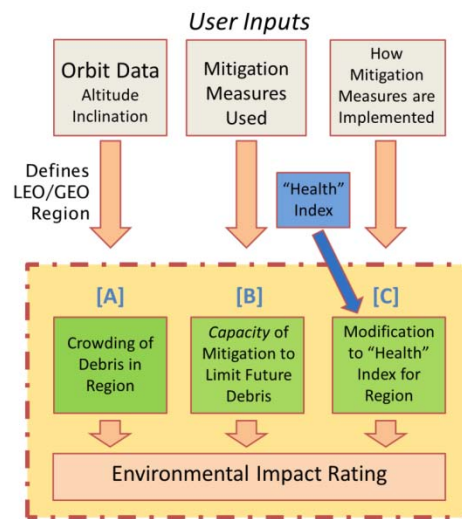 User Inputs
Orbit Data
Altitude
Inclination
Mitigation
Measures
Used
How
Mitigation
Measures are
Implemented
Defines
LEO/GEO
Region
“Health”
Index
[A]
[B]
[C]
Crowding of
Debris in
Region
Capacity of
Mitigation to
Limit Future
Debris
Modification
to “Health”
Index for
Region
Environmental Impact Rating